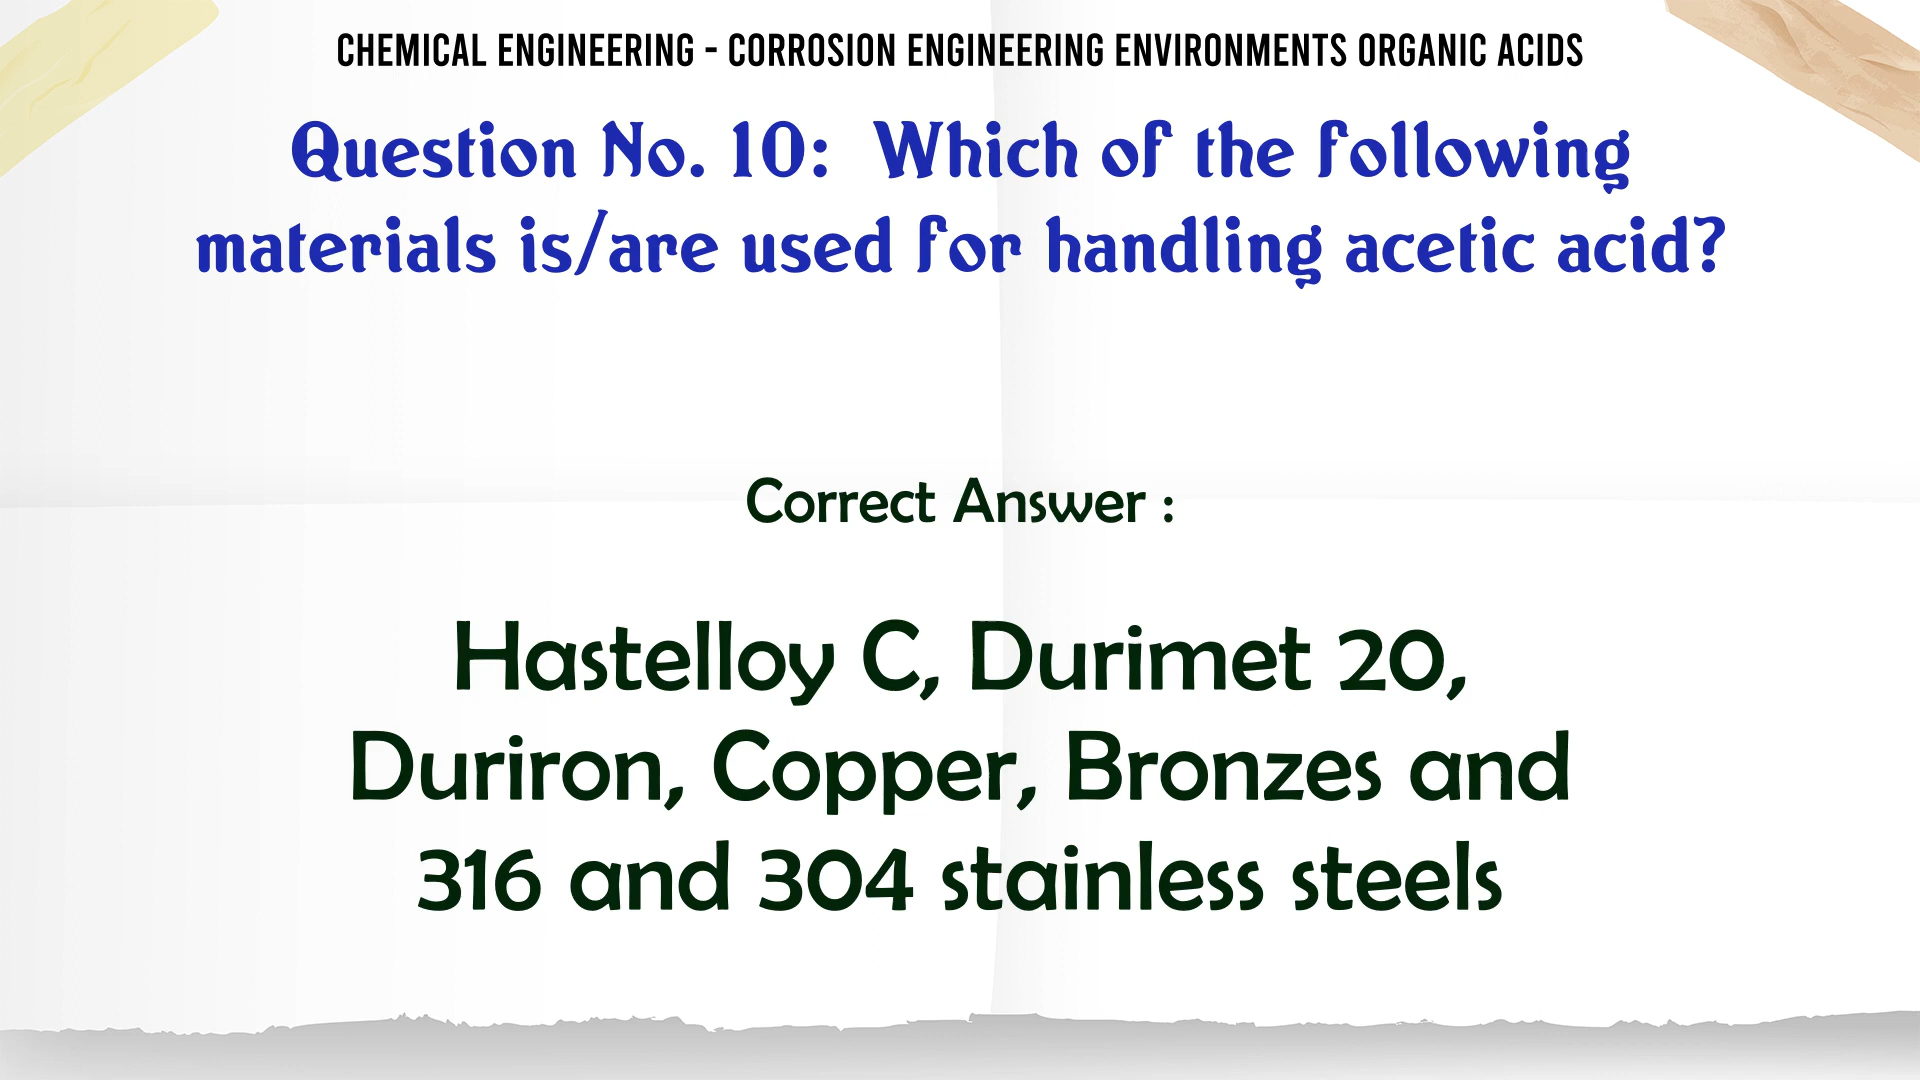 CHEMICAL ENGINEERING - CORROSION ENGINEERING ENVIRONMENTS ORGANIC ACIDS
Question No. 10: Which of the following
materials is/are used for handling acetic acid?
Correct Answer :
Hastelloy C, Durimet 20,
Duriron, Copper, Bronzes and
316 and 304 stainless steels